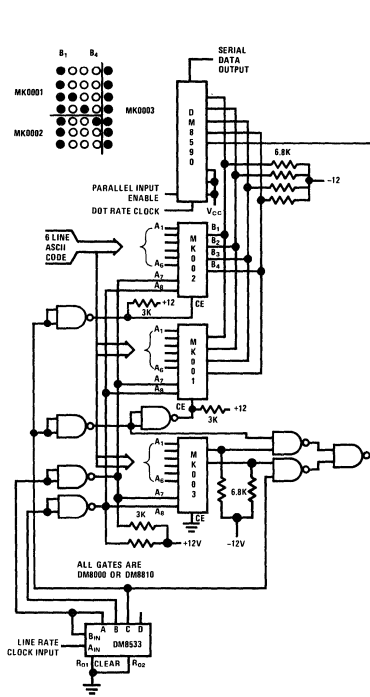 SERIAL
DATA
OUTPUT
B1 B4
MK0001
MK0003
MK0002
DM8590
6.8K
-12
PARALLEL INPUT
ENABLE
DOT RATE CLOCK
VCC
6 LINE
ASCII
CODE
A1
A6
A7
A8
MK002
B1
B2
B3
B4
CE
+12
3K
A1
A6
A7
A8
MK001
CE
+12
3K
A1
A6
A7
A8
MK003
CE
6.8K
3K
+12V
-12V
ALL GATES ARE
DM8000 OR DM8810
A B C D
BIN
AIN
DM8533
LINE RATE
CLOCK INPUT
R01 CLEAR R02